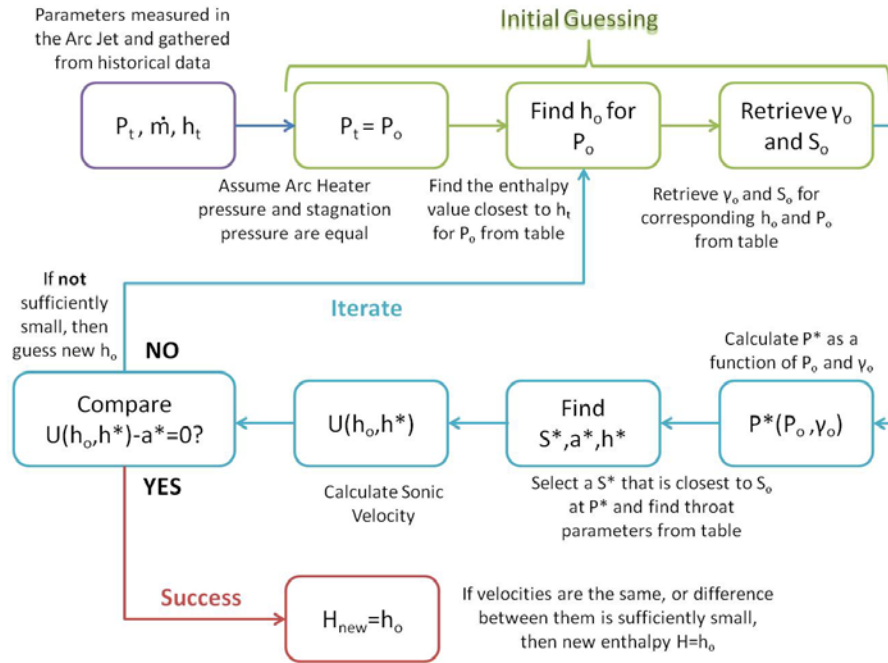 Initial Guessing
Parameters measured in
the Arc Jet and gathered
from historical data
Pₜ, ṁ, hₜ
Pₜ = Pₒ
Find hₒ for
Pₒ
Retrieve γₒ
and Sₒ
Assume Arc Heater
pressure and stagnation
pressure are equal
Find the enthalpy
value closest to hₜ
for Pₒ from table
Retrieve γₒ and Sₒ for
corresponding hₒ and Pₒ
from table
If not
sufficiently
small, then
guess new hₒ
Iterate
NO
Calculate P* as a
function of Pₒ and γₒ
Compare
U(hₒ,h*)-a*=0?
U(hₒ,h*)
Find
S*,a*,h*
P*(Pₒ,γₒ)
YES
Calculate Sonic
Velocity
Select a S* that is closest to Sₒ
at P* and find throat
parameters from table
Success
Hnew=hₒ
If velocities are the same, or difference
between them is sufficiently small,
then new enthalpy H=hₒ